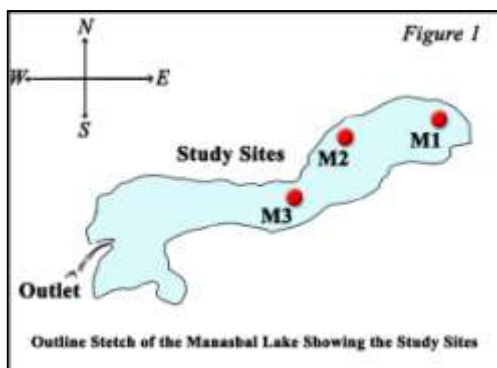 N
Figure 1
W E
S
Study Sites
M1
M2
M3
Outlet
Outline Stetch of the Manasbal Lake Showing the Study Sites